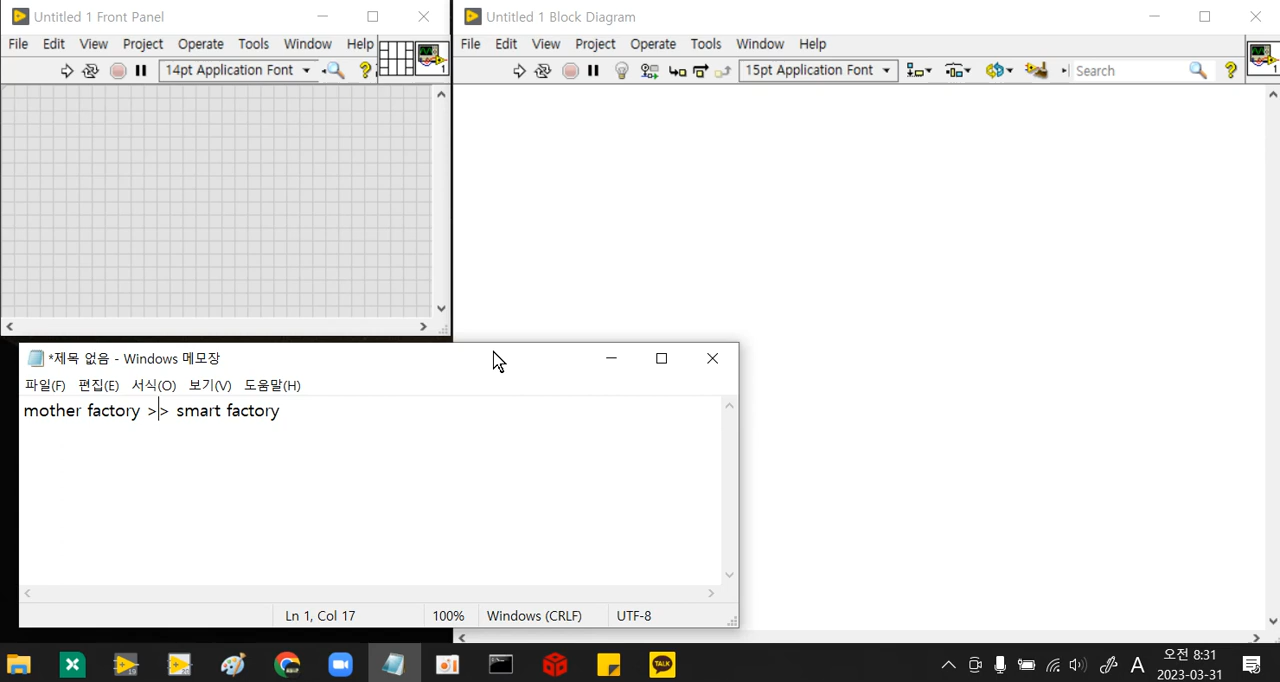 Untitled 1 Front Panel
File Edit View Project Operate Tools Window Help
14pt Application Font
1
Untitled 1 Block Diagram
File Edit View Project Operate Tools Window Help
15pt Application Font
Search
1
*제목 없음 - Windows 메모장
파일(F) 편집(E) 서식(O) 보기(V) 도움말(H)
mother factory >> smart factory
Ln 1, Col 17 100% Windows (CRLF) UTF-8
TALK
A
오전 8:31
2023-03-31